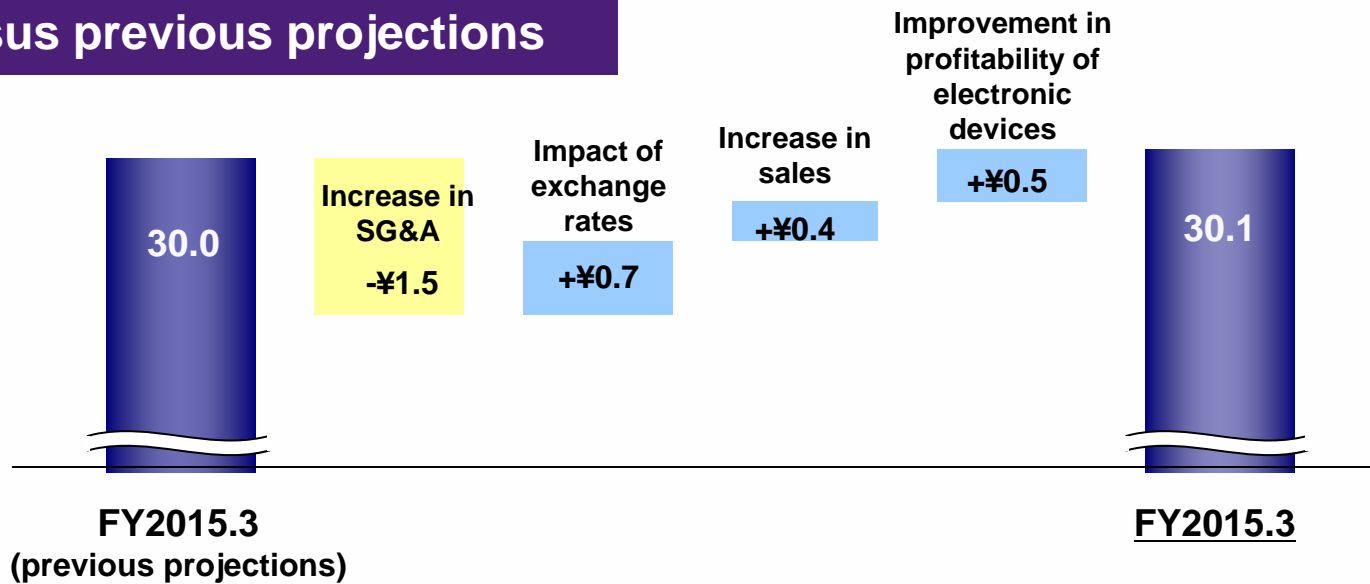 sus previous projections
30.0
Increase in
SG&A
-¥1.5
Impact of
exchange
rates
+¥0.7
Increase in
sales
+¥0.4
Improvement in
profitability of
electronic
devices
+¥0.5
30.1
FY2015.3
(previous projections)
FY2015.3